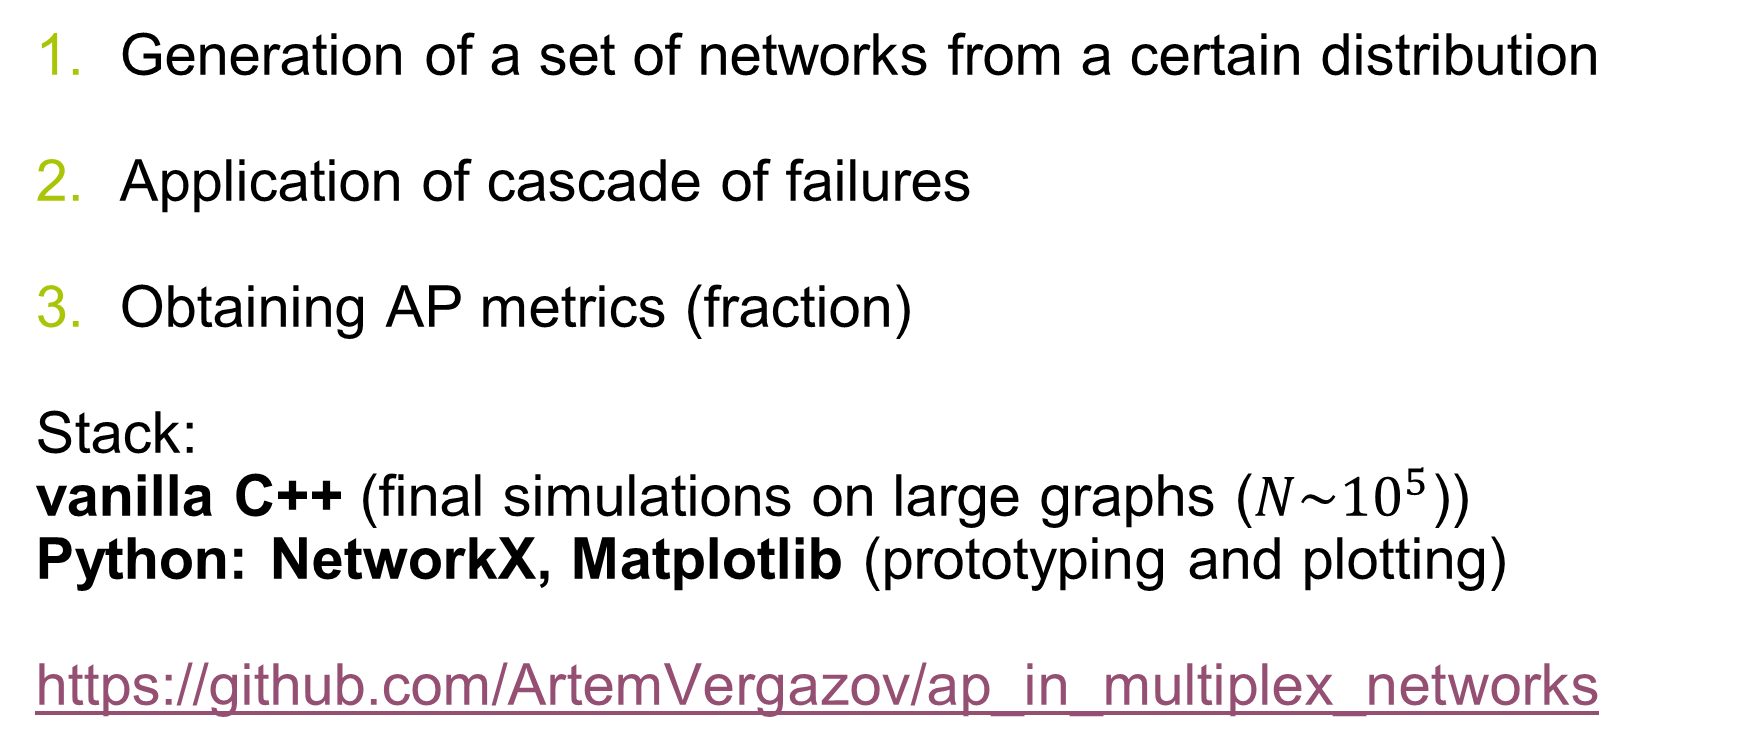 1. Generation of a set of networks from a certain distribution
2. Application of cascade of failures
3. Obtaining AP metrics (fraction)
Stack:
vanilla C++ (final simulations on large graphs (𝑁~10⁵))
Python: NetworkX, Matplotlib (prototyping and plotting)
https://github.com/ArtemVergazov/ap_in_multiplex_networks